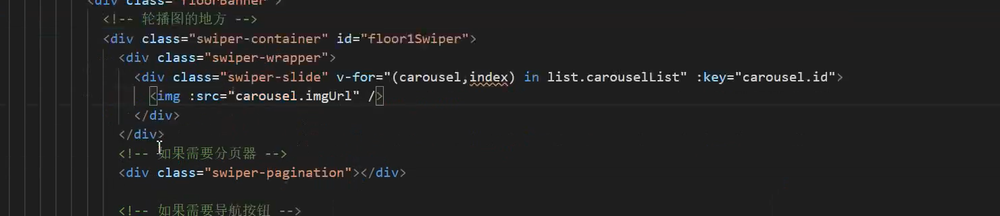 <div class="floorBanner">
<!-- 轮播图的地方 -->
<div class="swiper-container" id="floor1Swiper">
<div class="swiper-wrapper">
<div class="swiper-slide" v-for="(carousel,index) in list.carouselList" :key="carousel.id">
<img :src="carousel.imgUrl" />
</div>
</div>
<!-- 如果需要分页器 -->
<div class="swiper-pagination"></div>
<!-- 如果需要导航按钮 -->